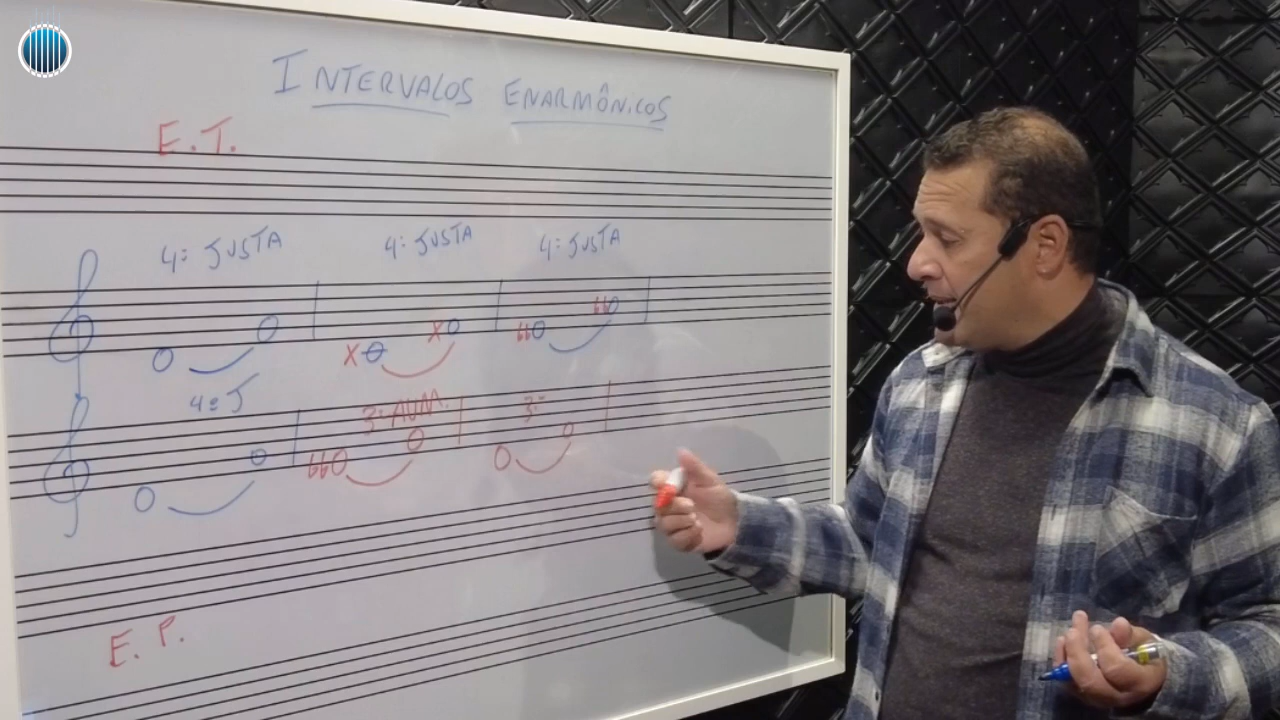 INTERVALOS ENARMÔNICOS
E.T.
4ª JUSTA 4ª JUSTA 4ª JUSTA
4ª J 3ª AUM. 3ª
E. P.